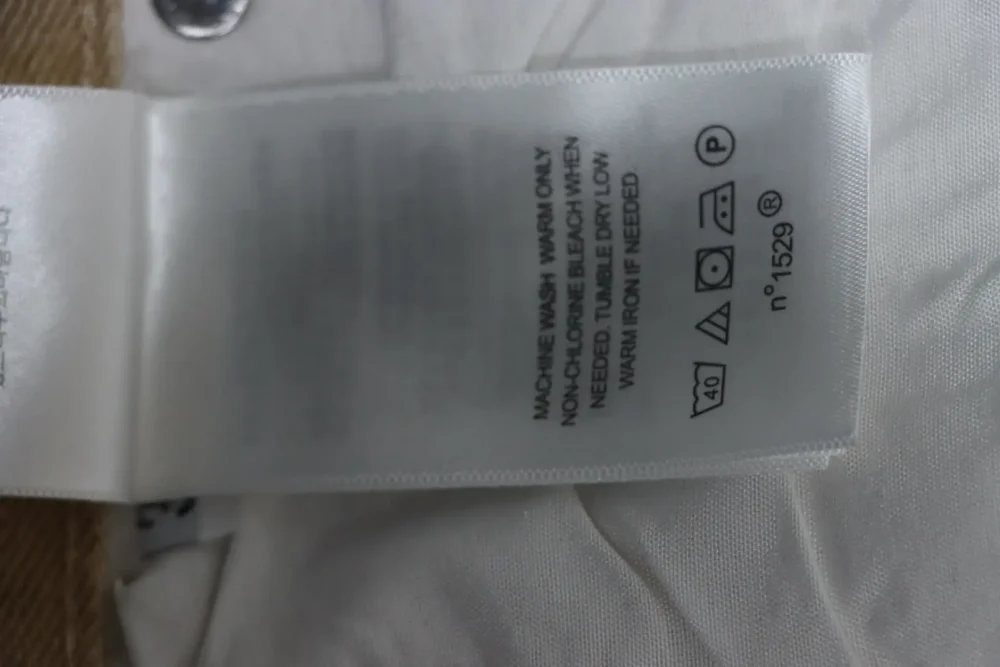 MACHINE WASH WARM ONLY
NON-CHLORINE BLEACH WHEN
NEEDED. TUMBLE DRY LOW
WARM IRON IF NEEDED
40 P
n° 1529 ®